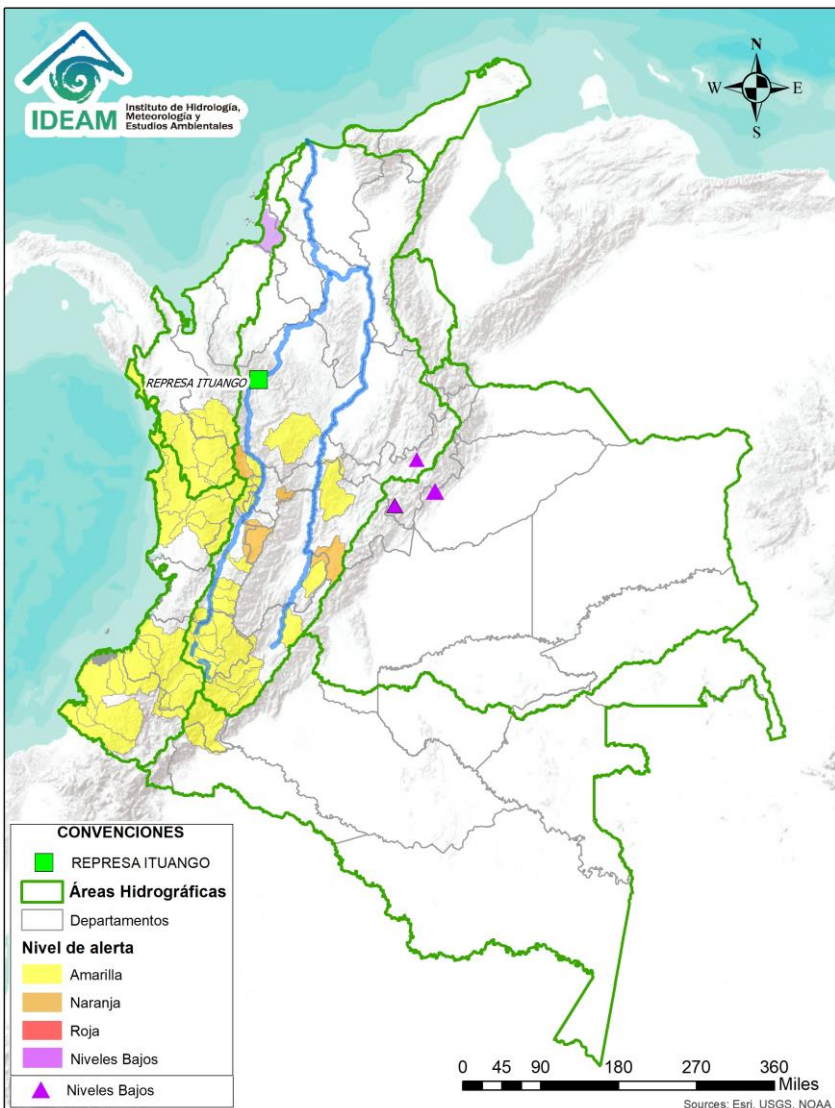 IDEAM
Instituto de Hidrología,
Meteorología y
Estudios Ambientales
N
W
E
S
REPRESA ITUANGO
CONVENCIONES
REPRESA ITUANGO
Áreas Hidrográficas
Departamentos
Nivel de alerta
Amarilla
Naranja
Roja
Niveles Bajos
Niveles Bajos
0 45 90 180 270 360
Miles
Sources: Esri, USGS, NOAA